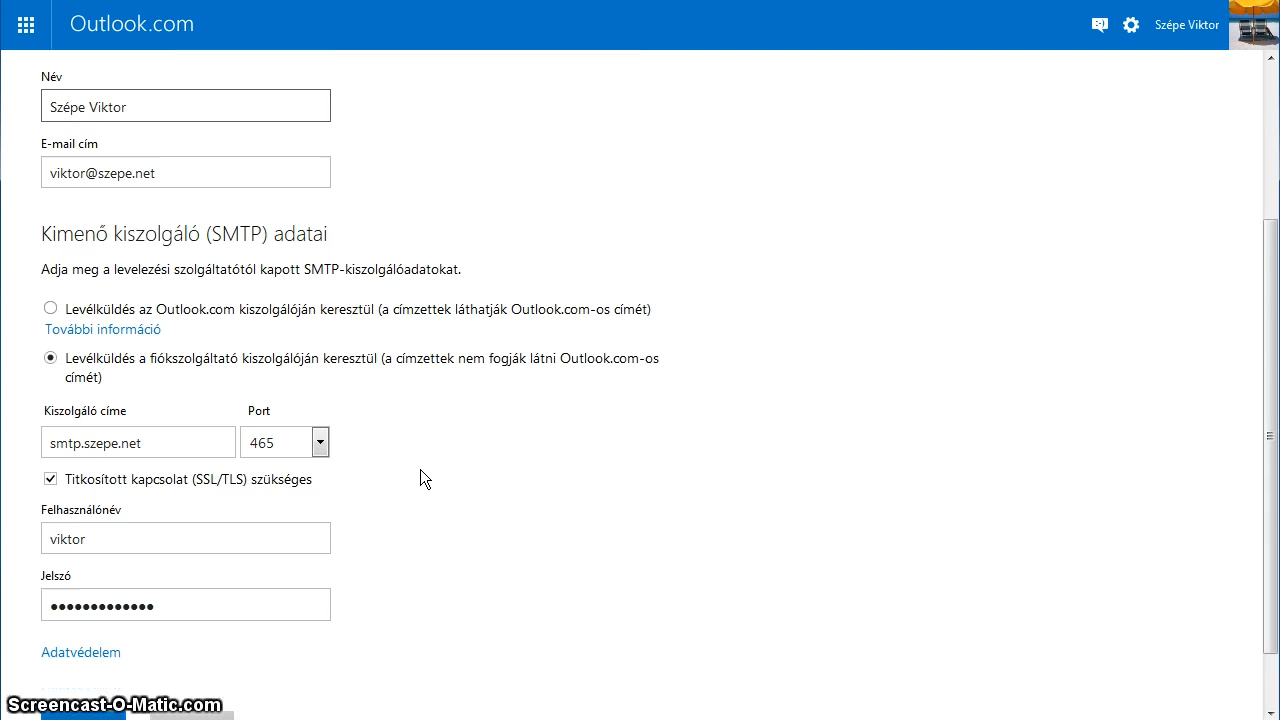 Outlook.com
Szépe Viktor
Név
Szépe Viktor
E-mail cím
viktor@szepe.net
Kimenő kiszolgáló (SMTP) adatai
Adja meg a levelezési szolgáltatótól kapott SMTP-kiszolgálóadatokat.
Levélküldés az Outlook.com kiszolgálóján keresztül (a címzettek láthatják Outlook.com-os címét)
További információ
Levélküldés a fiókszolgáltató kiszolgálóján keresztül (a címzettek nem fogják látni Outlook.com-os
címét)
Kiszolgáló címe Port
smtp.szepe.net 465
Titkosított kapcsolat (SSL/TLS) szükséges
Felhasználónév
viktor
Jelszó
●●●●●●●●●●●●●
Adatvédelem
Screencast-O-Matic.com